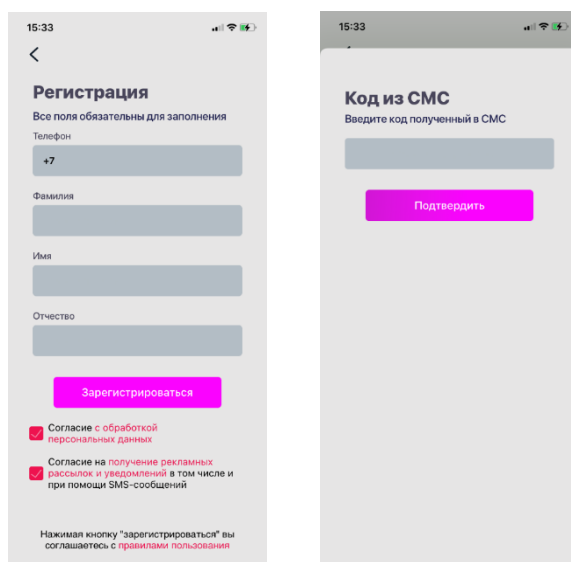 15:33
Регистрация
Все поля обязательны для заполнения
Телефон
+7
Фамилия
Имя
Отчество
Зарегистрироваться
Согласие с обработкой
персональных данных
Согласие на получение рекламных
рассылок и уведомлений в том числе и
при помощи SMS-сообщений
Нажимая кнопку "зарегистрироваться" вы
соглашаетесь с правилами пользования
15:33
Код из СМС
Введите код полученный в СМС
Подтвердить